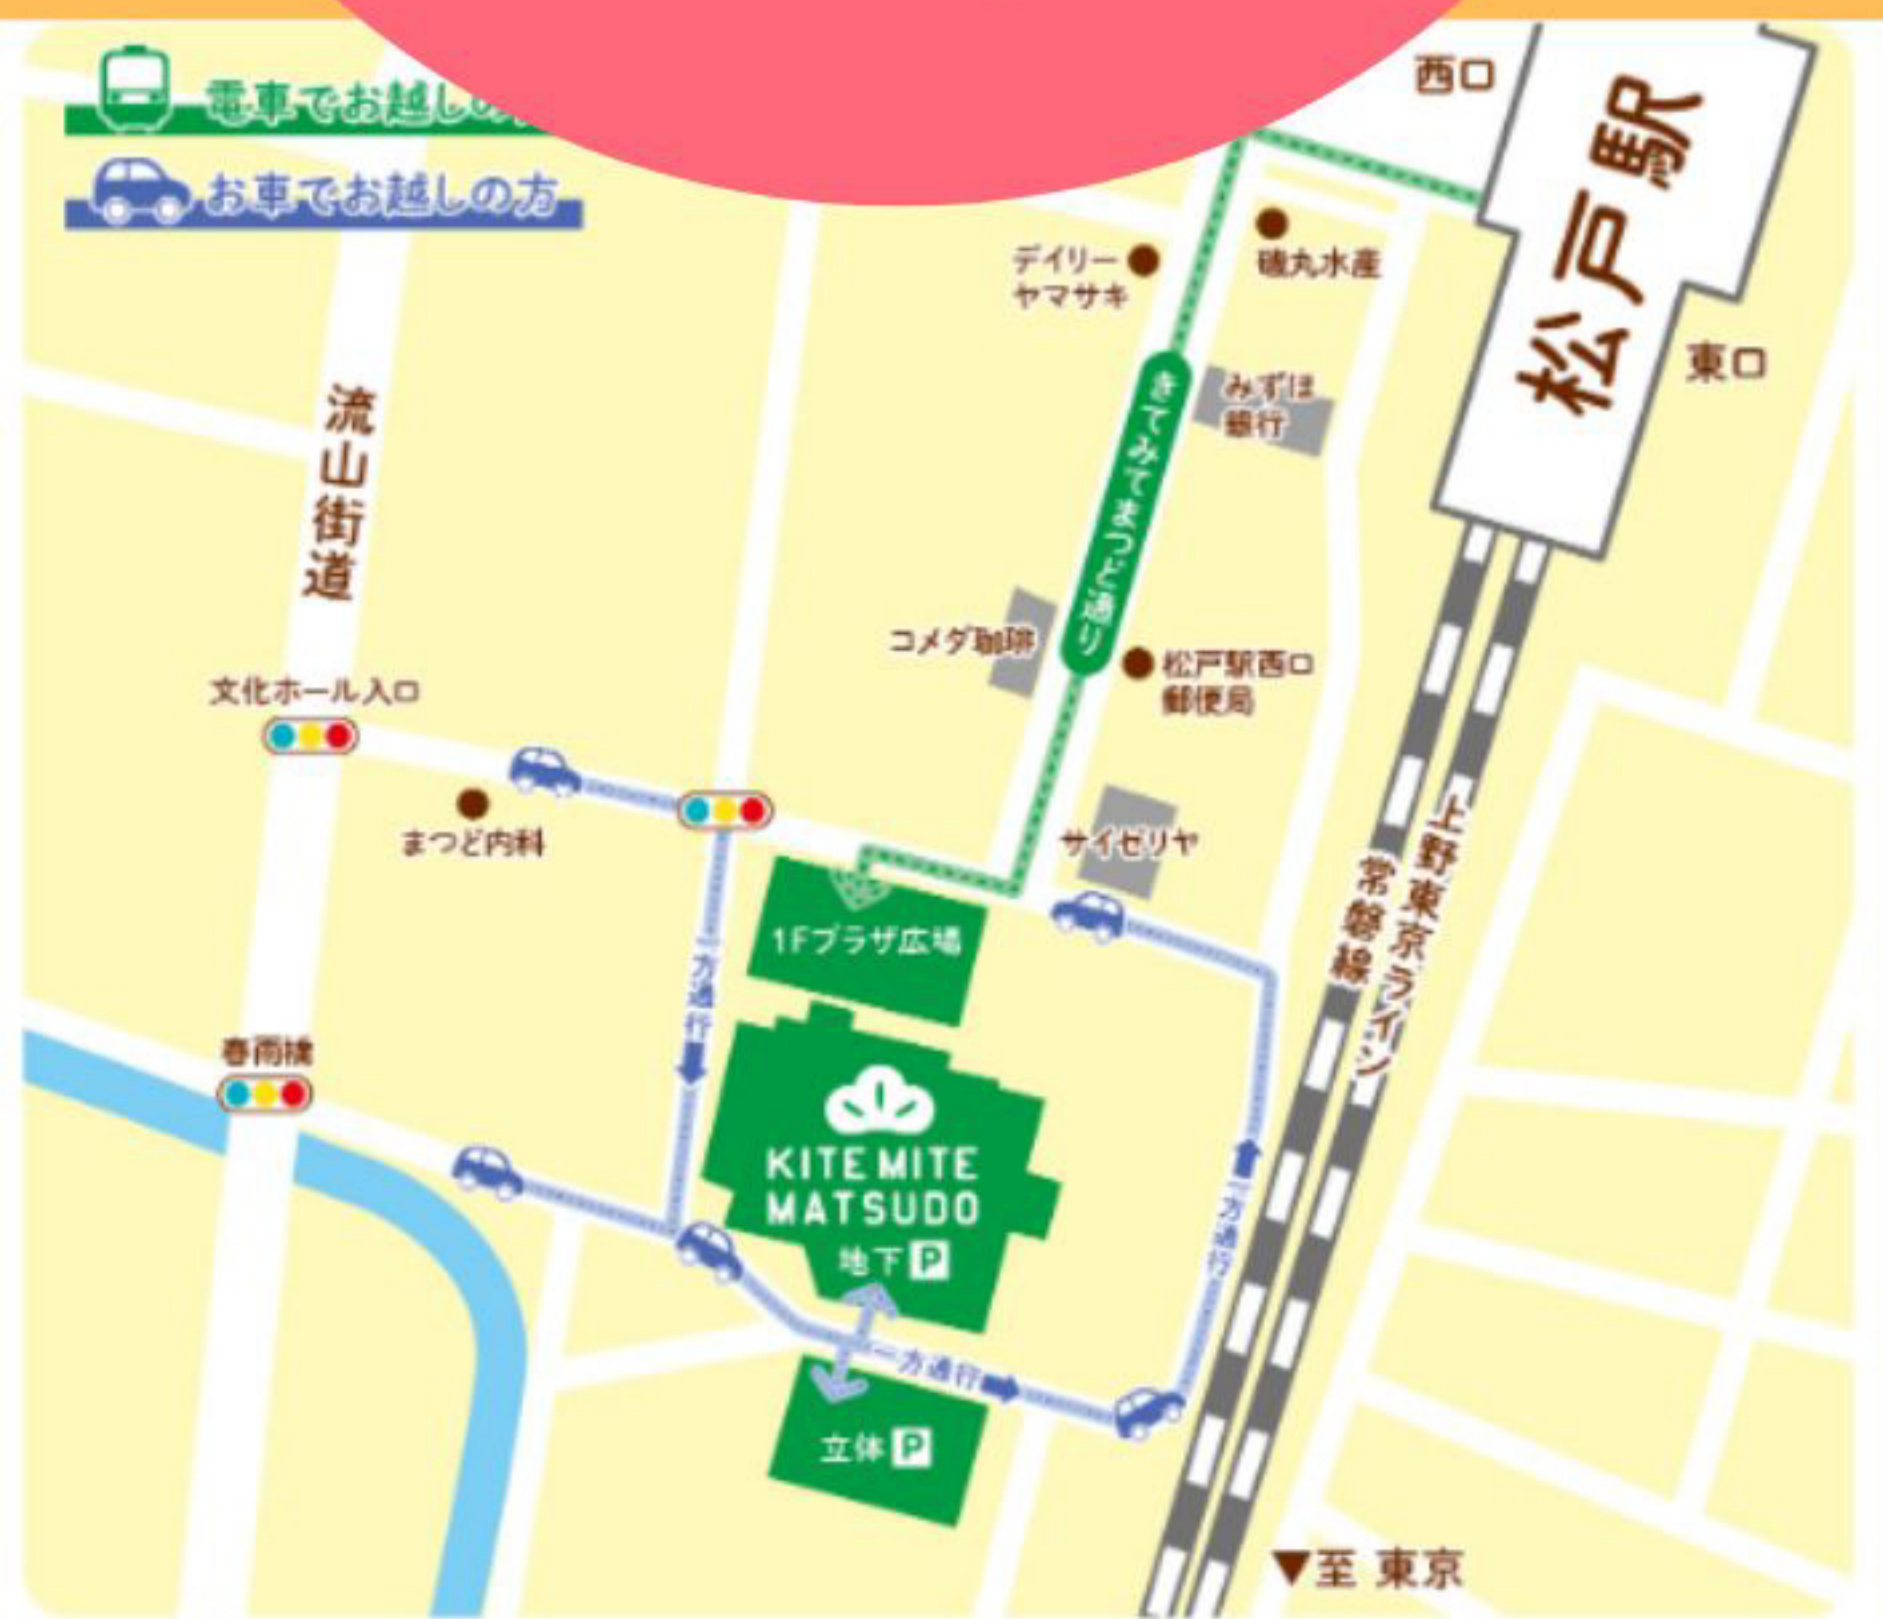 電車でお越しの方
お車でお越しの方
西口
松戸駅
東口
デイリー
ヤマサキ
磯丸水産
みずほ
銀行
きてみてまつど通り
流山街道
コメダ珈琲
松戸駅西口
郵便局
文化ホール入口
まつど内科
サイゼリヤ
上野東京ライン
常磐線
1Fプラザ広場
一方通行
春雨橋
KITE MITE
MATSUDO
地下P
一方通行
一方通行
立体P
▼至 東京